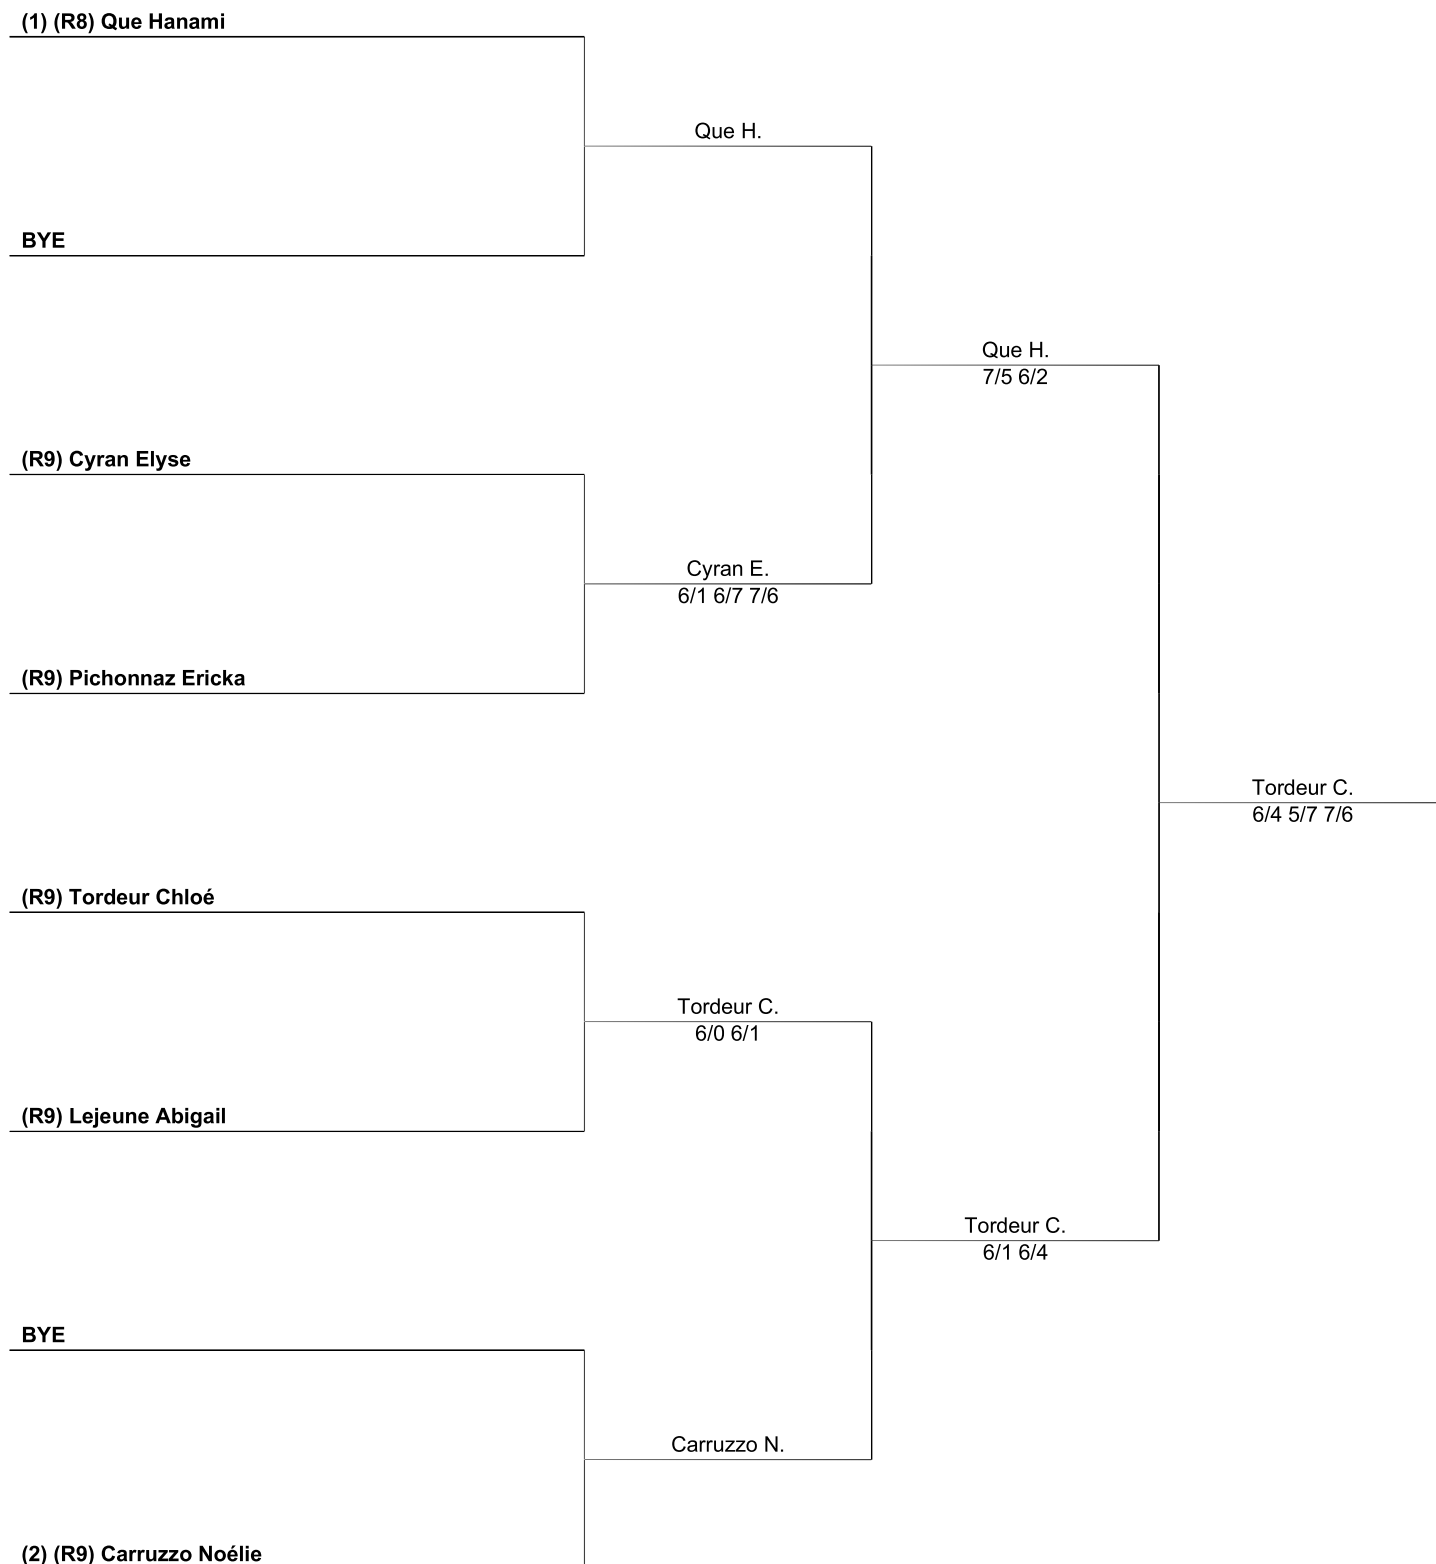 (1) (R8) Que Hanami
Que H.
BYE
Que H.
7/5 6/2
(R9) Cyran Elyse
Cyran E.
6/1 6/7 7/6
(R9) Pichonnaz Ericka
Tordeur C.
6/4 5/7 7/6
(R9) Tordeur Chloé
Tordeur C.
6/0 6/1
(R9) Lejeune Abigail
Tordeur C.
6/1 6/4
BYE
Carruzzo N.
(2) (R9) Carruzzo Noélie